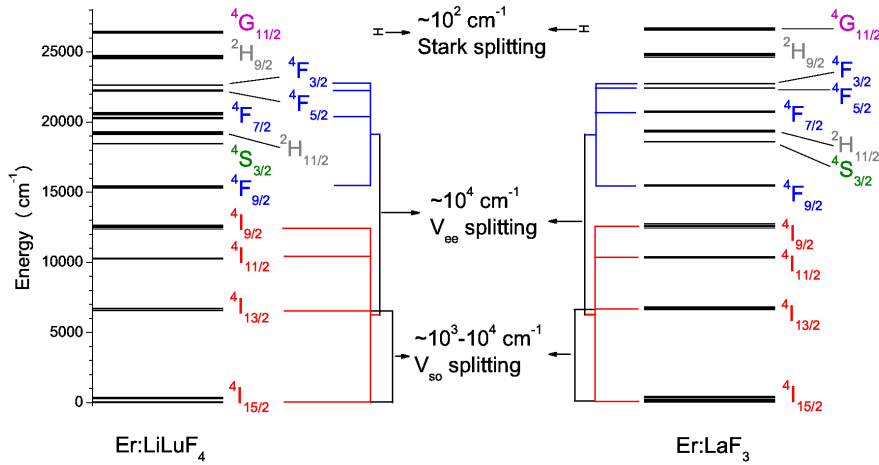 Energy (cm⁻¹)
25000
20000
15000
10000
5000
0
⁴G₁₁/₂
²H₉/₂
⁴F₃/₂
⁴F₅/₂
⁴F₇/₂
²H₁₁/₂
⁴S₃/₂
⁴F₉/₂
⁴I₉/₂
⁴I₁₁/₂
⁴I₁₃/₂
⁴I₁₅/₂
Er:LiLuF₄
~10² cm⁻¹
Stark splitting
~10⁴ cm⁻¹
Vₑₑ splitting
~10³-10⁴ cm⁻¹
Vₛₒ splitting
⁴G₁₁/₂
²H₉/₂
⁴F₃/₂
⁴F₅/₂
⁴F₇/₂
²H₁₁/₂
⁴S₃/₂
⁴F₉/₂
⁴I₉/₂
⁴I₁₁/₂
⁴I₁₃/₂
⁴I₁₅/₂
Er:LaF₃